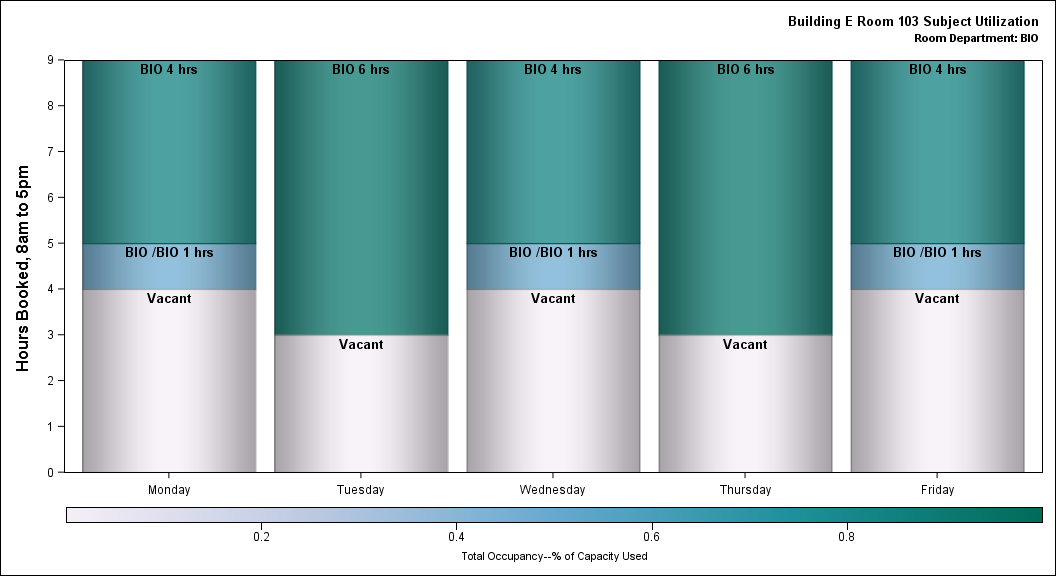 Building E Room 103 Subject Utilization
Room Department: BIO
Hours Booked, 8am to 5pm
9
8
7
6
5
4
3
2
1
0
BIO 4 hrs
BIO /BIO 1 hrs
Vacant
BIO 6 hrs
Vacant
BIO 4 hrs
BIO /BIO 1 hrs
Vacant
BIO 6 hrs
Vacant
BIO 4 hrs
BIO /BIO 1 hrs
Vacant
Monday Tuesday Wednesday Thursday Friday
0.2 0.4 0.6 0.8
Total Occupancy--% of Capacity Used